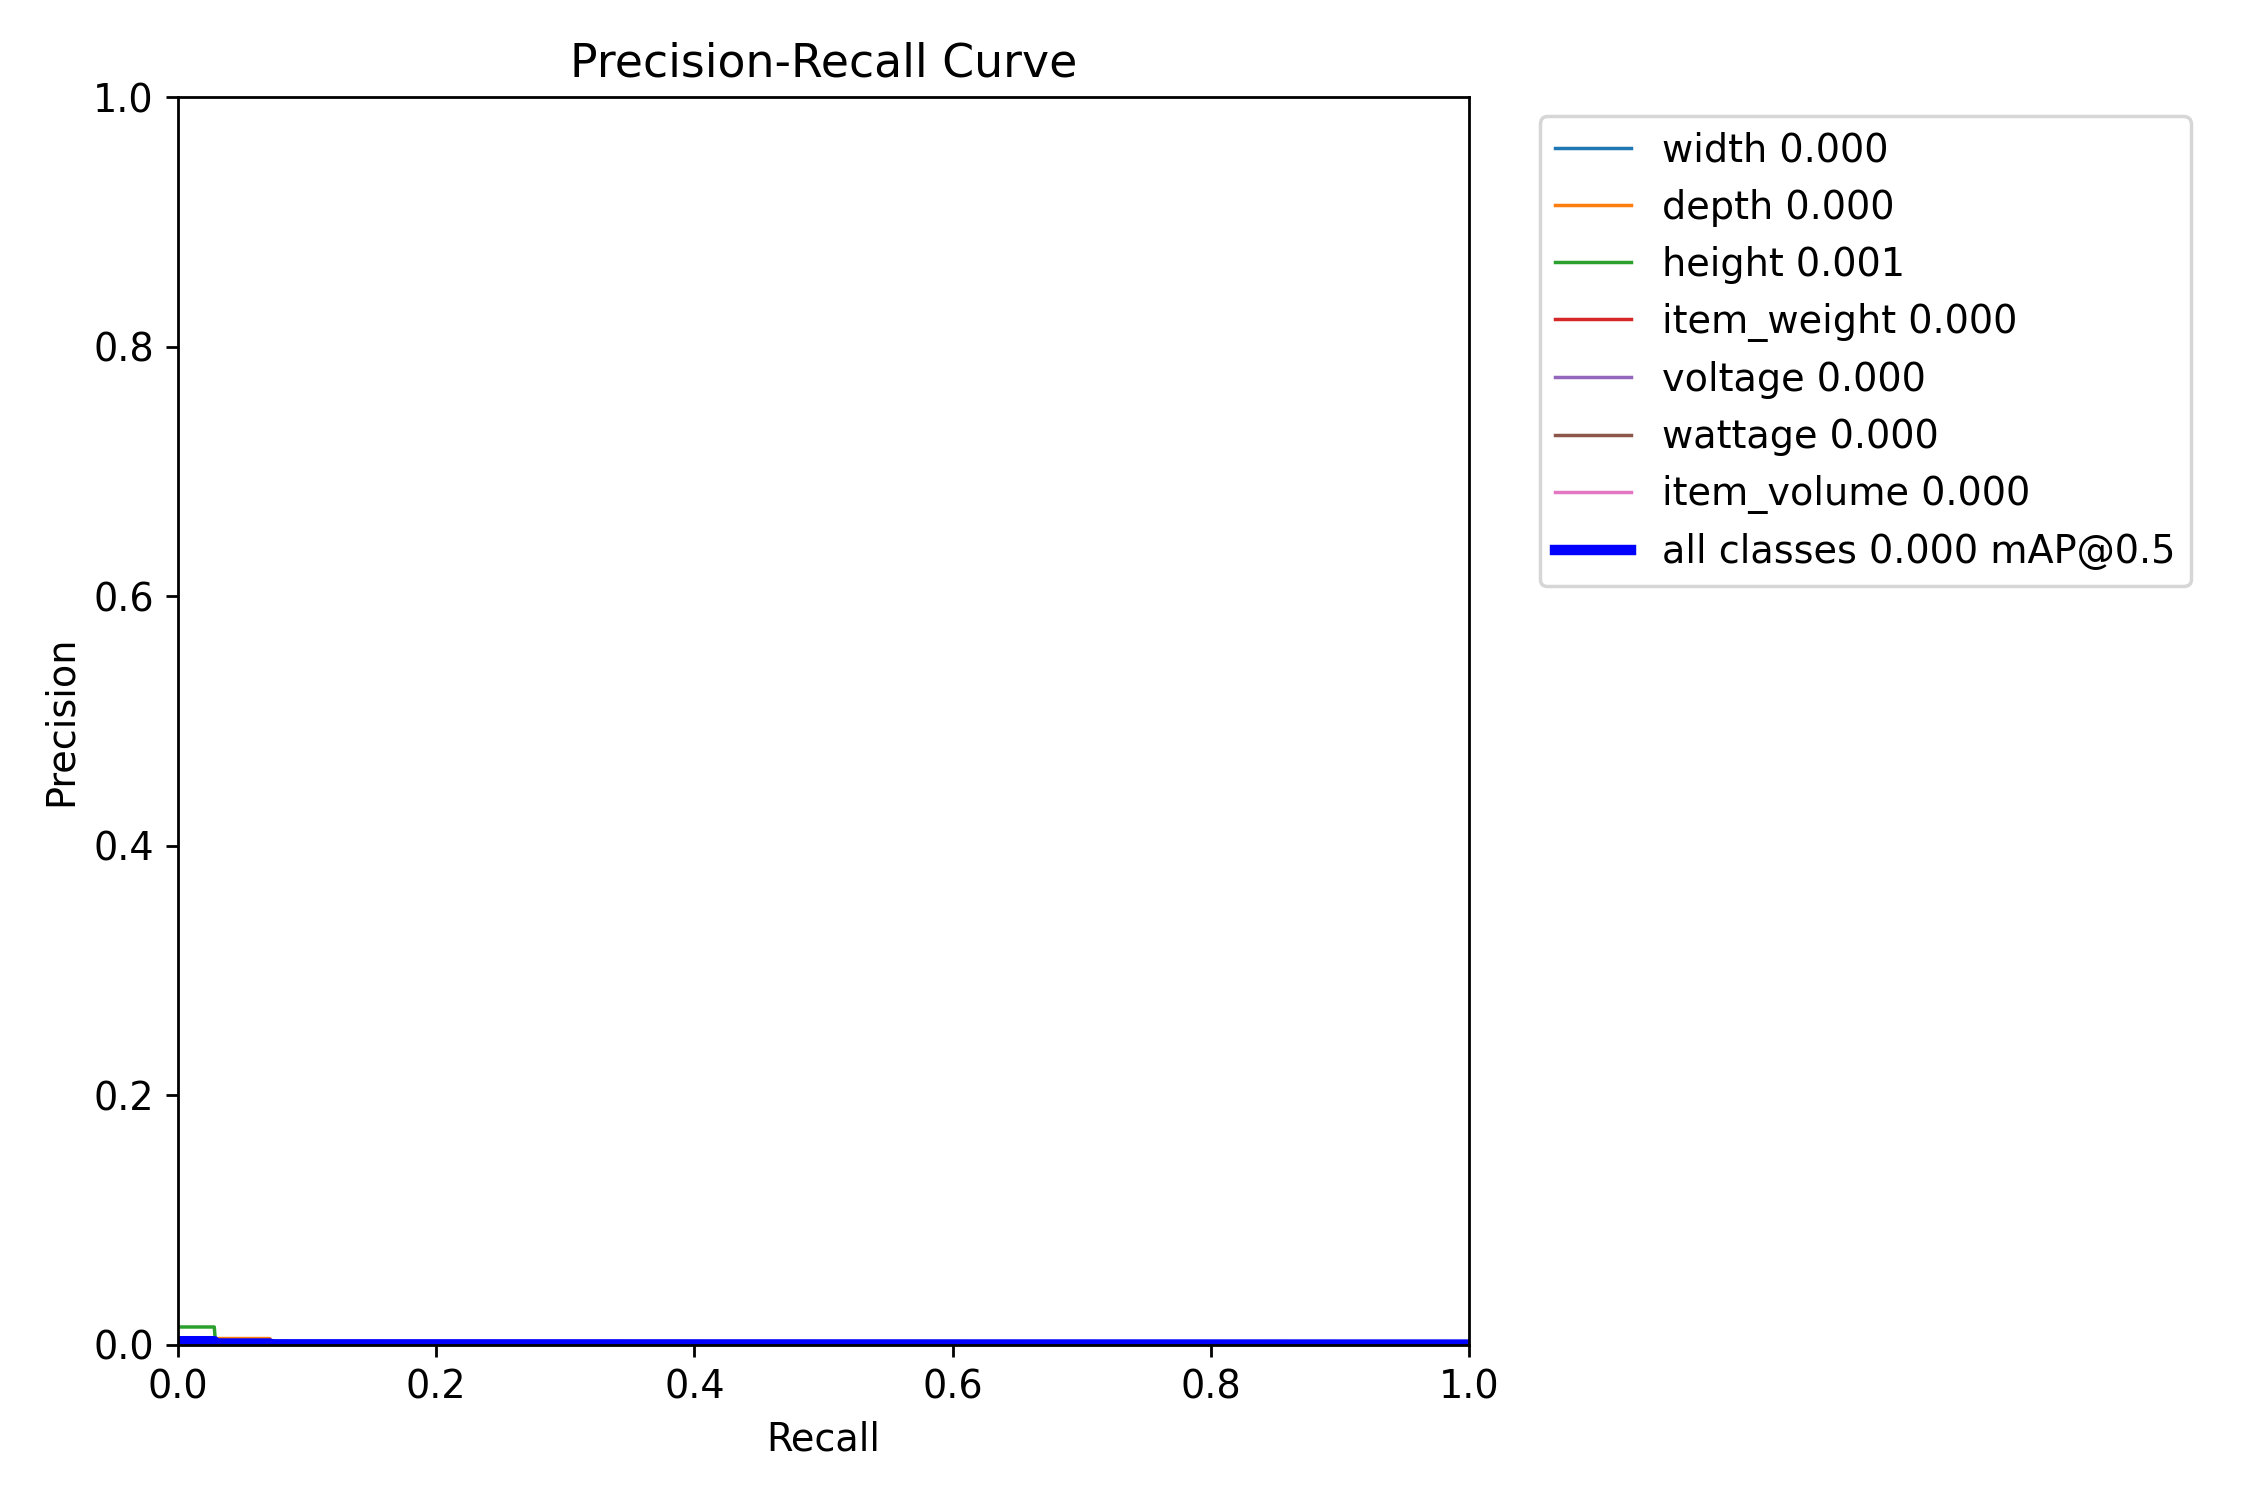 Precision-Recall Curve
1.0
0.8
0.6
0.4
0.2
0.0
Precision
0.0 0.2 0.4 0.6 0.8 1.0
Recall
width 0.000
depth 0.000
height 0.001
item_weight 0.000
voltage 0.000
wattage 0.000
item_volume 0.000
all classes 0.000 mAP@0.5